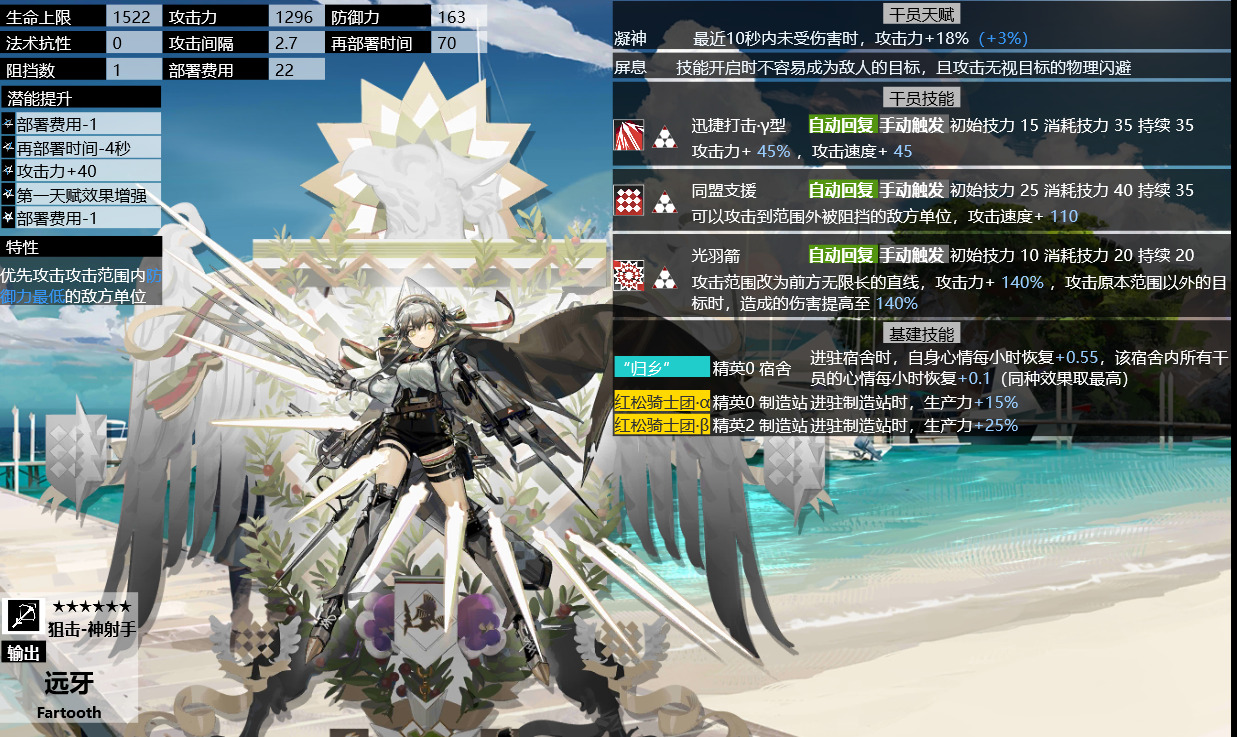 生命上限 1522 攻击力 1296 防御力 163
法术抗性 0 攻击间隔 2.7 再部署时间 70
阻挡数 1 部署费用 22
潜能提升
部署费用-1
再部署时间-4秒
攻击力+40
第一天赋效果增强
部署费用-1
特性
优先攻击攻击范围内防
御力最低的敌方单位
★★★★★★
狙击-神射手
输出
远牙
Fartooth
干员天赋
凝神 最近10秒内未受伤害时，攻击力+18%（+3%）
屏息 技能开启时不容易成为敌人的目标，且攻击无视目标的物理闪避
干员技能
迅捷打击·γ型 自动回复 手动触发 初始技力 15 消耗技力 35 持续 35
攻击力+ 45% ，攻击速度+ 45
同盟支援 自动回复 手动触发 初始技力 25 消耗技力 40 持续 35
可以攻击到范围外被阻挡的敌方单位，攻击速度+ 110
光羽箭 自动回复 手动触发 初始技力 10 消耗技力 20 持续 20
攻击范围改为前方无限长的直线，攻击力+ 140% ，攻击原本范围以外的目
标时，造成的伤害提高至 140%
基建技能
“归乡” 精英0 宿舍 进驻宿舍时，自身心情每小时恢复+0.55，该宿舍内所有干
员的心情每小时恢复+0.1（同种效果取最高）
红松骑士团·α 精英0 制造站 进驻制造站时，生产力+15%
红松骑士团·β 精英2 制造站 进驻制造站时，生产力+25%